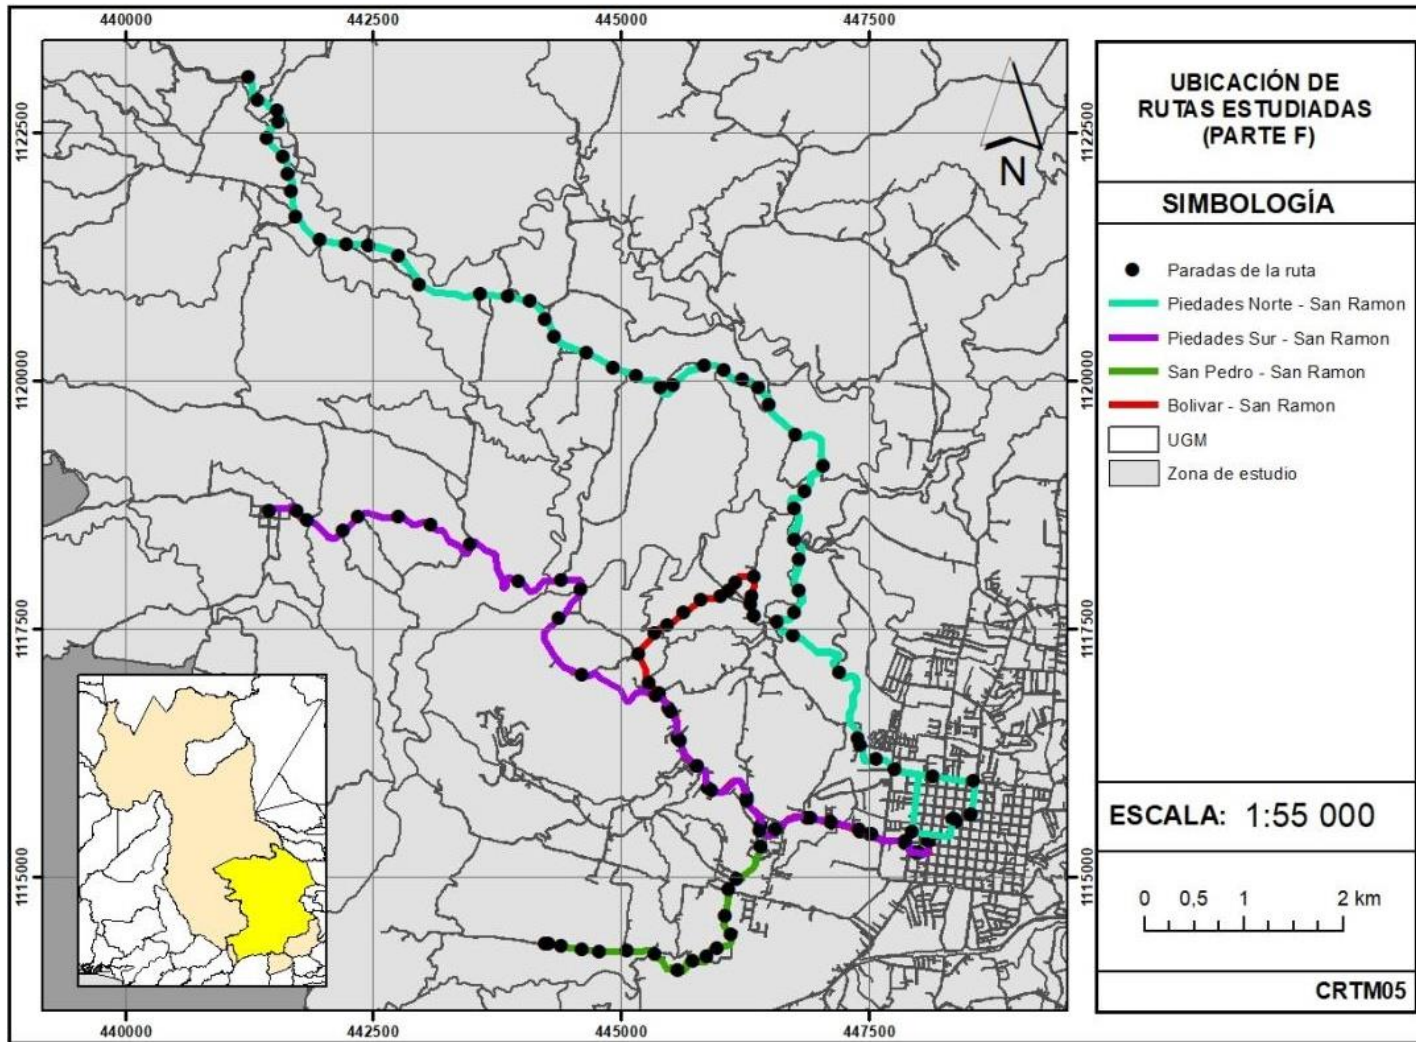 440000 442500 445000 447500
1122500
1120000
1117500
1115000
N
1122500
1120000
1117500
1115000
440000 442500 445000 447500
UBICACIÓN DE
RUTAS ESTUDIADAS
(PARTE F)
SIMBOLOGÍA
Paradas de la ruta
Piedades Norte - San Ramon
Piedades Sur - San Ramon
San Pedro - San Ramon
Bolivar - San Ramon
UGM
Zona de estudio
ESCALA: 1:55 000
0 0,5 1 2 km
CRTM05